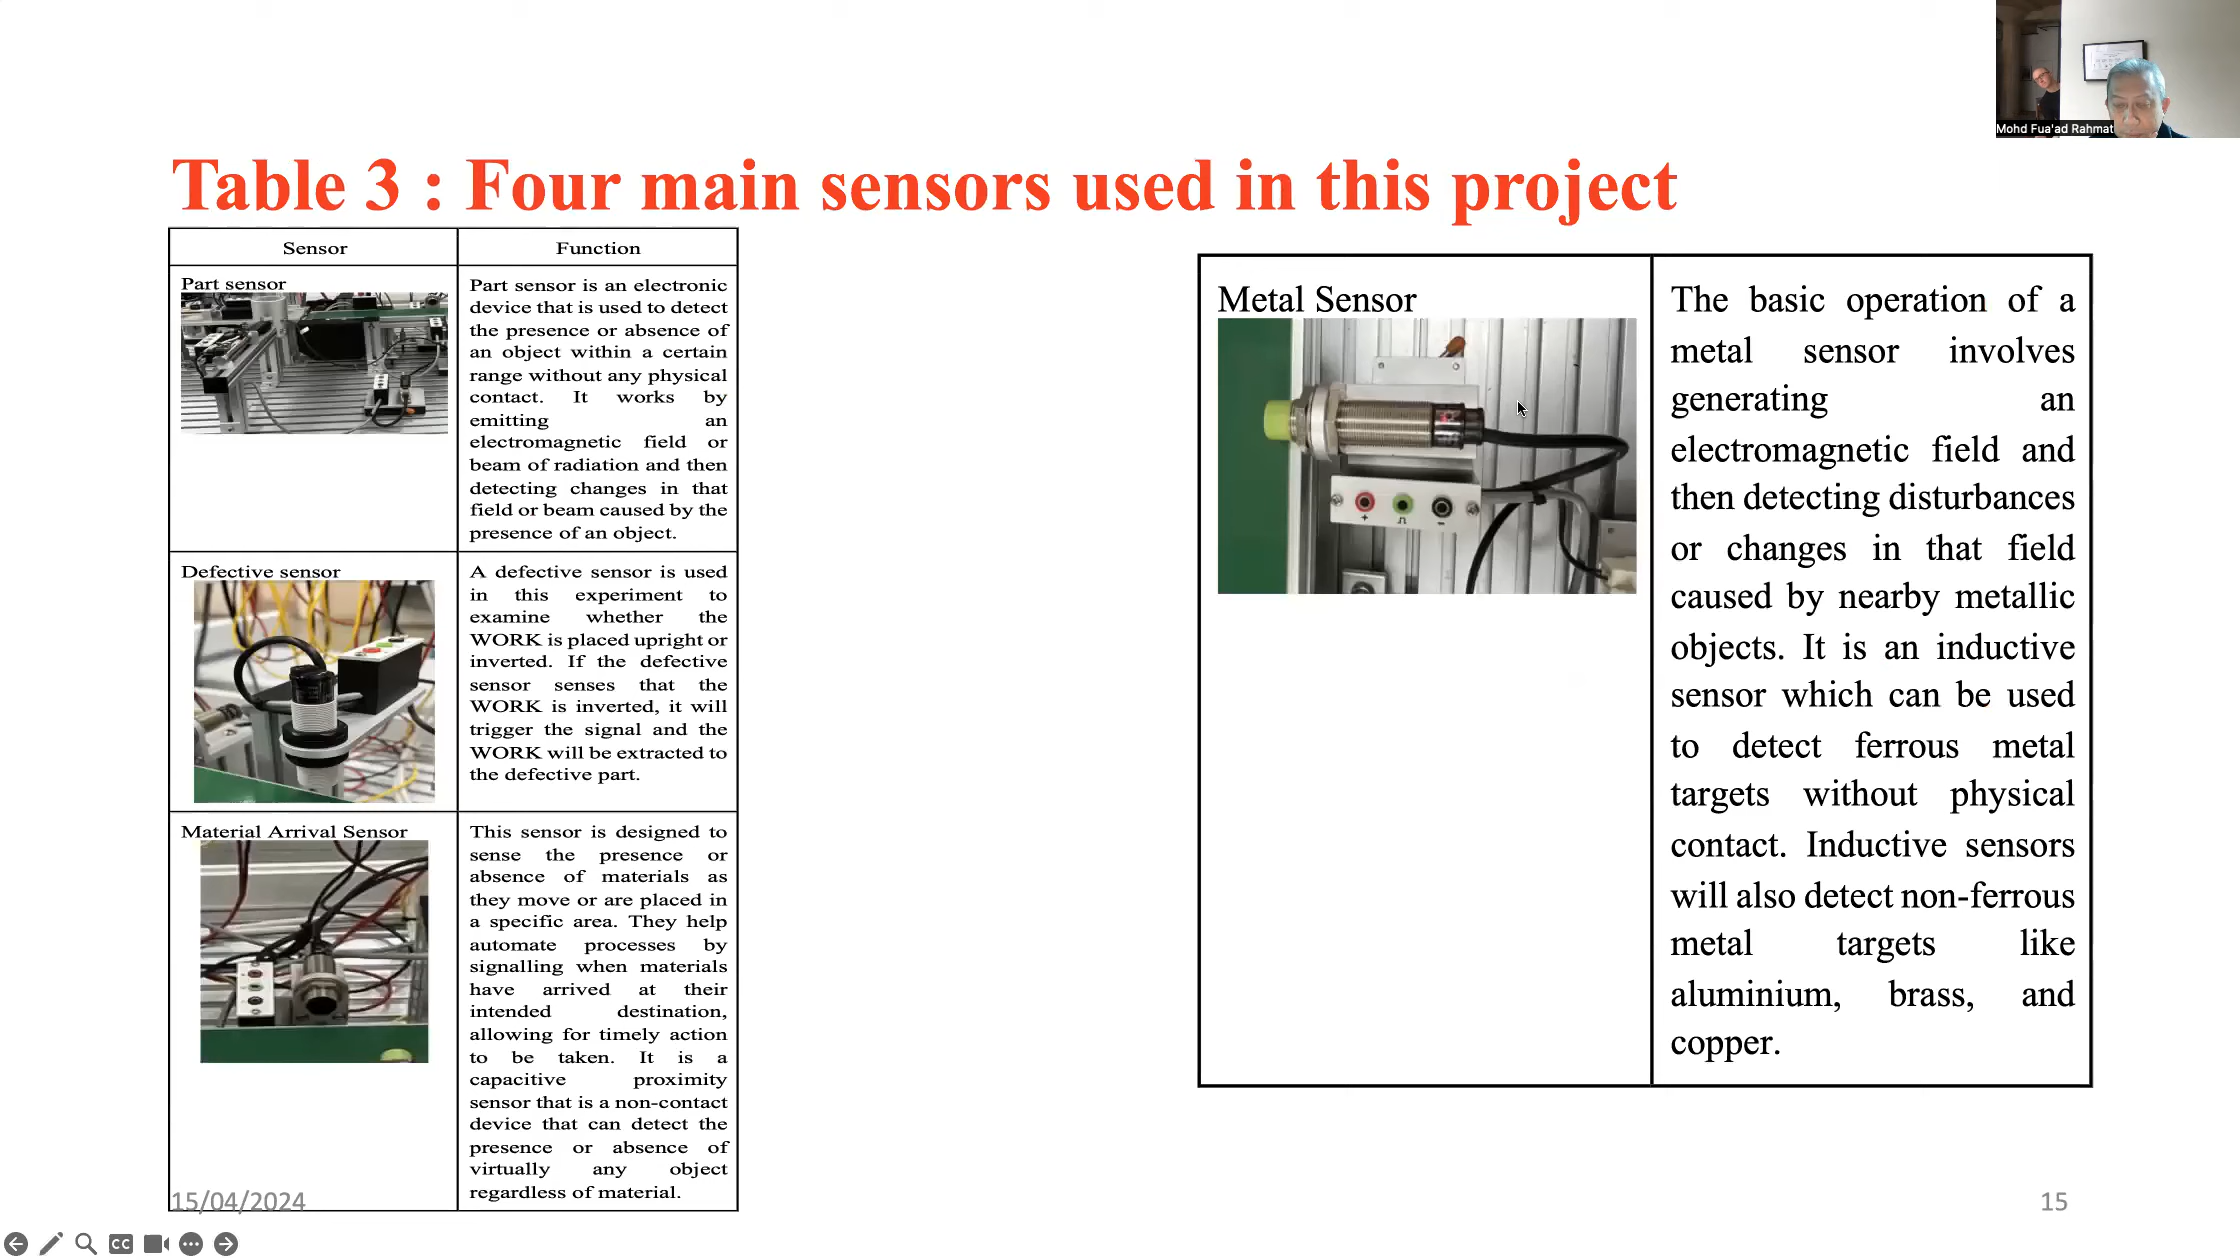 Mohd Fua'ad Rahmat
Table 3 : Four main sensors used in this project
Sensor
Function
Part sensor
Part sensor is an electronic
device that is used to detect
the presence or absence of
an object within a certain
range without any physical
contact. It works by
emitting an
electromagnetic field or
beam of radiation and then
detecting changes in that
field or beam caused by the
presence of an object.
Defective sensor
A defective sensor is used
in this experiment to
examine whether the
WORK is placed upright or
inverted. If the defective
sensor senses that the
WORK is inverted, it will
trigger the signal and the
WORK will be extracted to
the defective part.
Material Arrival Sensor
This sensor is designed to
sense the presence or
absence of materials as
they move or are placed in
a specific area. They help
automate processes by
signalling when materials
have arrived at their
intended destination,
allowing for timely action
to be taken. It is a
capacitive proximity
sensor that is a non-contact
device that can detect the
presence or absence of
virtually any object
regardless of material.
Metal Sensor
+ -
The basic operation of a
metal sensor involves
generating an
electromagnetic field and
then detecting disturbances
or changes in that field
caused by nearby metallic
objects. It is an inductive
sensor which can be used
to detect ferrous metal
targets without physical
contact. Inductive sensors
will also detect non-ferrous
metal targets like
aluminium, brass, and
copper.
15/04/2024
15
CC